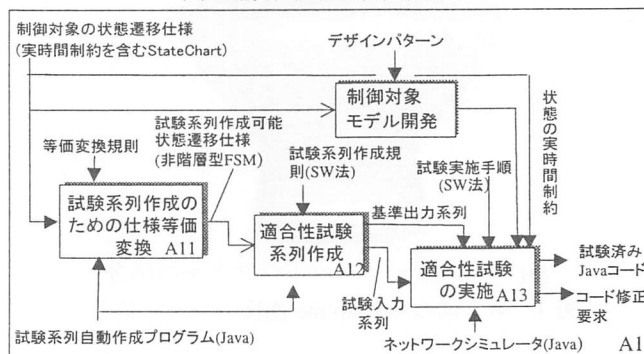 制御対象の状態遷移仕様
(実時間制約を含むStateChart)
デザインパターン
制御対象
モデル開発
状態の実時間制約
等価変換規則
試験系列作成可能
状態遷移仕様
(非階層型FSM)
試験系列作成規
則(SW法)
試験実施手順
(SW法)
試験系列作成の
ための仕様等価
変換 A11
適合性試験
系列作成
A12
基準出力系列
適合性試験
の実施 A13
試験済み
Javaコード
コード修正
要求
試験入力
系列
試験系列自動作成プログラム(Java)
ネットワークシミュレータ(Java)
A1